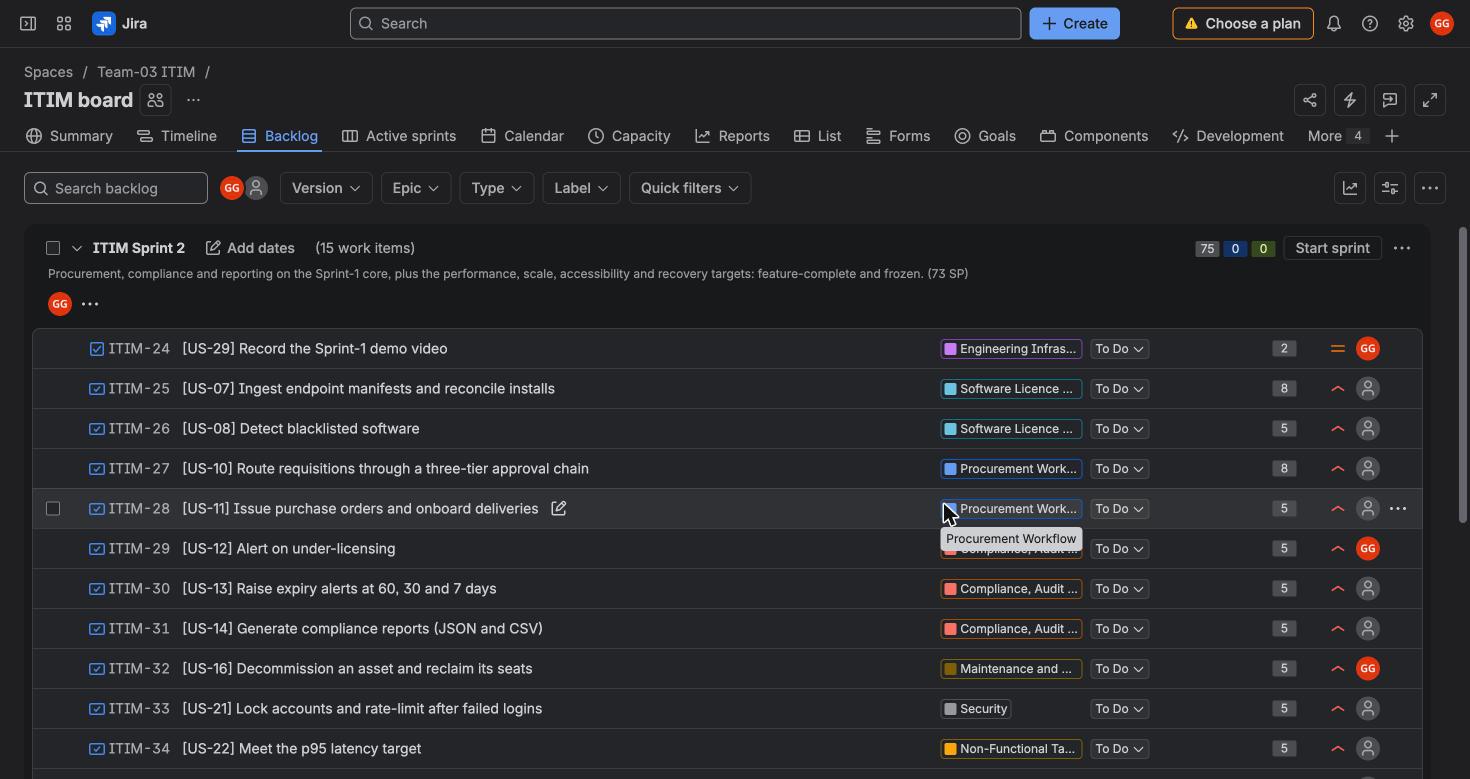 Jira
Search
Create
Choose a plan
GG
Spaces / Team-03 ITIM /
ITIM board
Summary Timeline Backlog Active sprints Calendar Capacity Reports List Forms Goals Components Development More 4
Search backlog GG Version Epic Type Label Quick filters
ITIM Sprint 2 Add dates (15 work items) 75 0 0 Start sprint
Procurement, compliance and reporting on the Sprint-1 core, plus the performance, scale, accessibility and recovery targets: feature-complete and frozen. (73 SP)
GG
ITIM-24 [US-29] Record the Sprint-1 demo video Engineering Infras... To Do 2 GG
ITIM-25 [US-07] Ingest endpoint manifests and reconcile installs Software Licence ... To Do 8
ITIM-26 [US-08] Detect blacklisted software Software Licence ... To Do 5
ITIM-27 [US-10] Route requisitions through a three-tier approval chain Procurement Work... To Do 8
ITIM-28 [US-11] Issue purchase orders and onboard deliveries Procurement Work... To Do 5
Procurement Workflow
ITIM-29 [US-12] Alert on under-licensing Compliance, Audit ... To Do 5 GG
ITIM-30 [US-13] Raise expiry alerts at 60, 30 and 7 days Compliance, Audit ... To Do 5
ITIM-31 [US-14] Generate compliance reports (JSON and CSV) Compliance, Audit ... To Do 5
ITIM-32 [US-16] Decommission an asset and reclaim its seats Maintenance and ... To Do 5 GG
ITIM-33 [US-21] Lock accounts and rate-limit after failed logins Security To Do 5
ITIM-34 [US-22] Meet the p95 latency target Non-Functional Ta... To Do 5